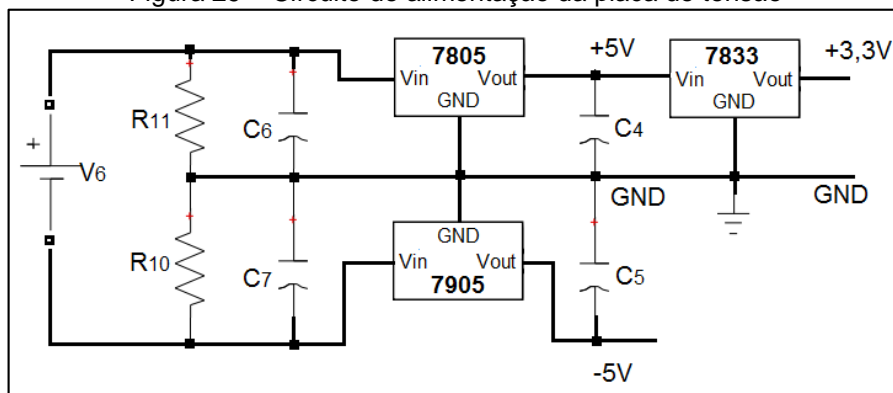 7805
+5V
7833
+3,3V
Vin
Vout
GND
Vin
Vout
GND
R11
C6
C4
+
V6
GND
GND
R10
C7
GND
Vin
Vout
7905
C5
-5V